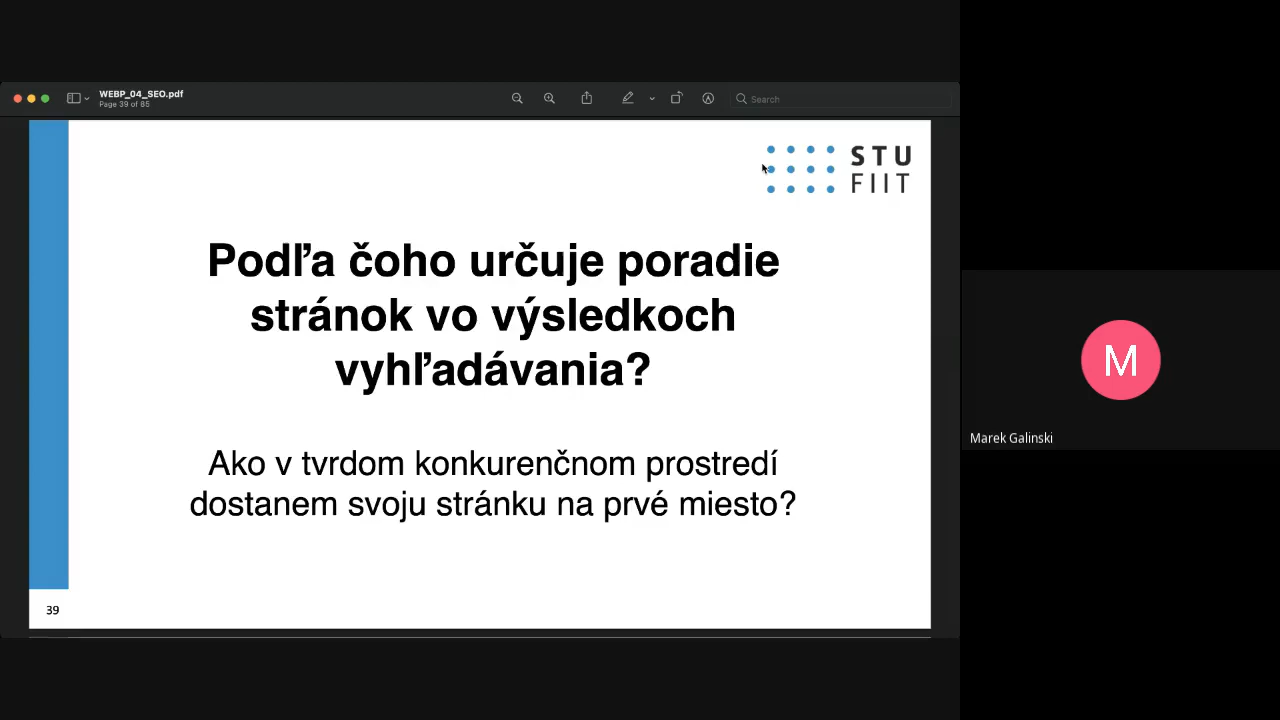 WEBP_04_SEO.pdf
Page 39 of 85
Search
STU
FIIT
Podľa čoho určuje poradie
stránok vo výsledkoch
vyhľadávania?
Ako v tvrdom konkurenčnom prostredí
dostanem svoju stránku na prvé miesto?
39
M
Marek Galinski